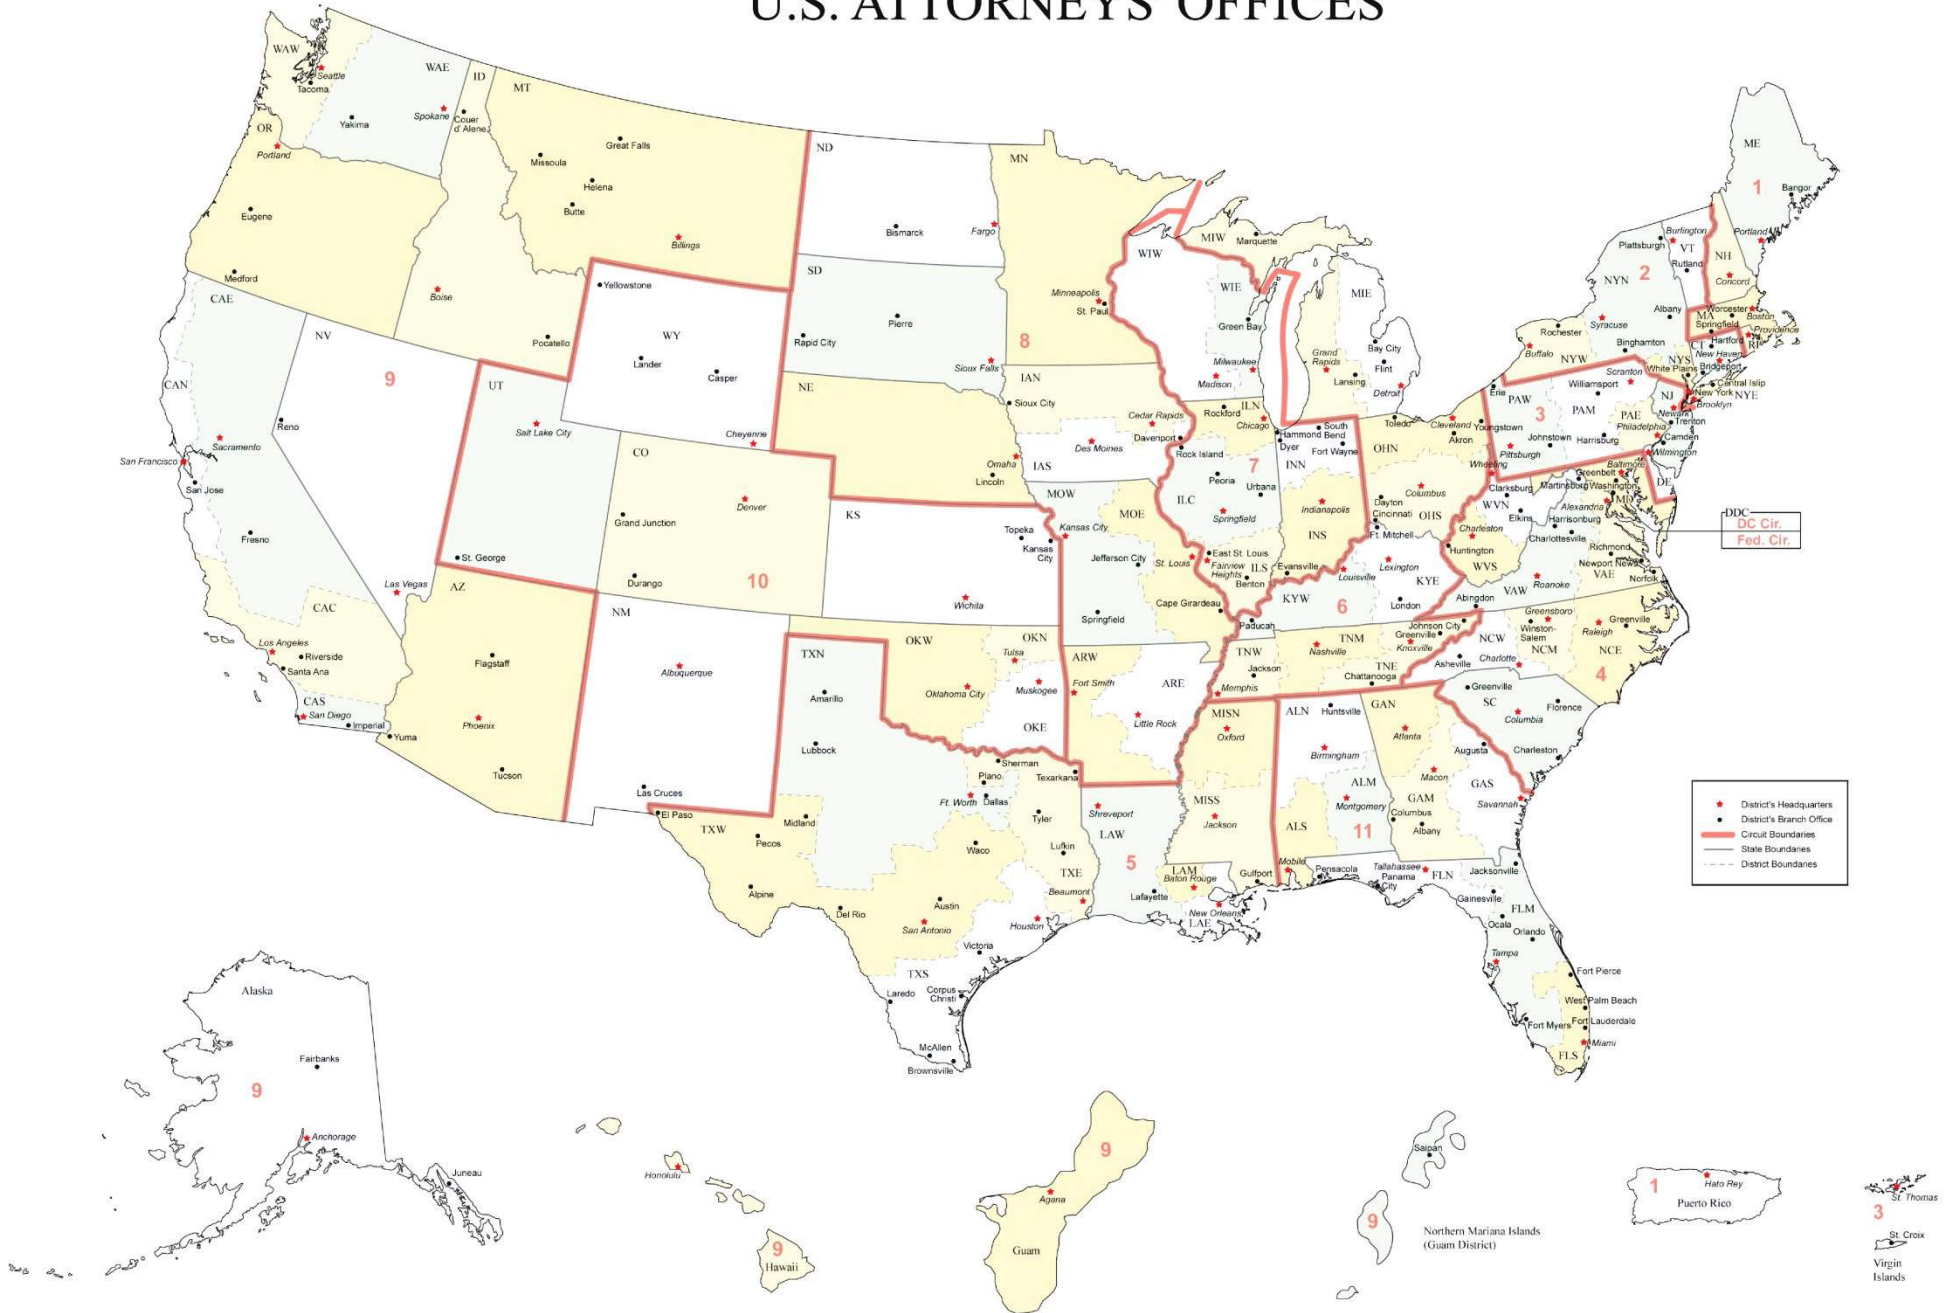 U.S. ATTORNEYS' OFFICES
WAW
Seattle
Tacoma
WAE
Yakima
Spokane
ID
Couer
d' Alene
MT
Great Falls
Missoula
Helena
Butte
Billings
OR
Portland
Eugene
Medford
Boise
Pocatello
ND
Bismarck
Fargo
SD
Rapid City
Pierre
Sioux Falls
MN
Minneapolis
St. Paul
8
WY
Yellowstone
Lander
Casper
Cheyenne
NE
Omaha
Lincoln
IAN
Sioux City
Cedar Rapids
IAS
Des Moines
Davenport
CAE
CAN
Sacramento
San Francisco
San Jose
Fresno
NV
Reno
Las Vegas
9
UT
Salt Lake City
St. George
CO
Denver
Grand Junction
Durango
10
KS
Topeka
Kansas
City
Wichita
MOW
Kansas City
Jefferson City
Springfield
MOE
St. Louis
Cape Girardeau
CAC
Los Angeles
Riverside
Santa Ana
CAS
San Diego
Imperial
AZ
Flagstaff
Phoenix
Yuma
Tucson
NM
Albuquerque
Las Cruces
OKW
Oklahoma City
OKN
Tulsa
Muskogee
OKE
ARW
Fort Smith
ARE
Little Rock
TXN
Amarillo
Lubbock
Ft. Worth
Dallas
Plano
Sherman
Texarkana
Tyler
Lufkin
TXE
Beaumont
TXW
El Paso
Midland
Pecos
Alpine
Del Rio
Waco
Austin
San Antonio
Houston
Victoria
TXS
Laredo
Corpus
Christi
McAllen
Brownsville
LAW
Shreveport
5
Lafayette
LAM
Baton Rouge
New Orleans
LAE
MISN
Oxford
MISS
Jackson
Gulfport
ALN
Huntsville
Birmingham
ALM
Montgomery
11
ALS
Mobile
GAN
Atlanta
Macon
GAM
Columbus
Albany
Augusta
GAS
Savannah
FLN
Pensacola
Tallahassee
Panama
City
Jacksonville
Gainesville
FLM
Ocala
Orlando
Tampa
Fort Myers
Fort Pierce
West Palm Beach
Fort Lauderdale
Miami
FLS
WIW
Madison
WIE
Green Bay
Milwaukee
MIW
Marquette
Grand
Rapids
Lansing
MIE
Bay City
Flint
Detroit
ILN
Rockford
Chicago
Rock Island
7
Peoria
Urbana
ILC
Springfield
East St. Louis
Fairview
Heights
ILS
Benton
Hammond
Dyer
South
Bend
Fort Wayne
INN
Indianapolis
INS
Evansville
OHN
Toledo
Cleveland
Youngstown
Akron
Columbus
Dayton
Cincinnati
OHS
Ft. Mitchell
KYW
Louisville
Paducah
6
Lexington
KYE
London
TNW
Jackson
Memphis
TNM
Nashville
TNE
Greenville
Knoxville
Johnson City
Chattanooga
Wheeling
Clarksburg
WVN
Elkins
Martinsburg
Charleston
Huntington
WVS
VAW
Harrisonburg
Charlottesville
Roanoke
Abingdon
Alexandria
Richmond
Newport News
VAE
Norfolk
NCW
Asheville
Charlotte
Greensboro
Winston-
Salem
NCM
Raleigh
Greenville
NCE
4
SC
Greenville
Columbia
Florence
Charleston
ME
1
Bangor
Portland
NH
Concord
VT
Burlington
Rutland
2
NYN
Plattsburgh
Albany
Syracuse
Binghamton
NYW
Rochester
Buffalo
NYS
White Plains
New York
NYE
Central Islip
Brooklyn
MA
Worcester
Boston
Springfield
Providence
RI
CT
Hartford
New Haven
Bridgeport
PAW
Erie
3
Johnstown
Pittsburgh
PAM
Scranton
Williamsport
Harrisburg
PAE
Philadelphia
NJ
Newark
Trenton
Camden
Wilmington
DE
Baltimore
Greenbelt
Washington
MD
DDC
DC Cir.
Fed. Cir.
District's Headquarters
District's Branch Office
Circuit Boundaries
State Boundaries
District Boundaries
Alaska
Fairbanks
9
Anchorage
Juneau
Honolulu
9
Hawaii
9
Agana
Guam
Saipan
9
Northern Mariana Islands
(Guam District)
1
Hato Rey
Puerto Rico
St. Thomas
3
St. Croix
Virgin
Islands